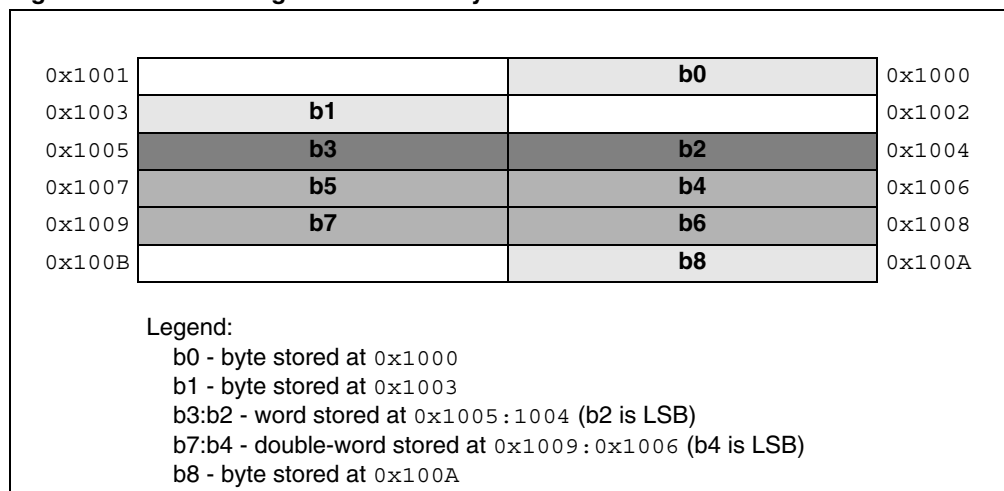 0x1001 b0 0x1000
0x1003 b1 0x1002
0x1005 b3 b2 0x1004
0x1007 b5 b4 0x1006
0x1009 b7 b6 0x1008
0x100B b8 0x100A
Legend:
b0 - byte stored at 0x1000
b1 - byte stored at 0x1003
b3:b2 - word stored at 0x1005:1004 (b2 is LSB)
b7:b4 - double-word stored at 0x1009:0x1006 (b4 is LSB)
b8 - byte stored at 0x100A